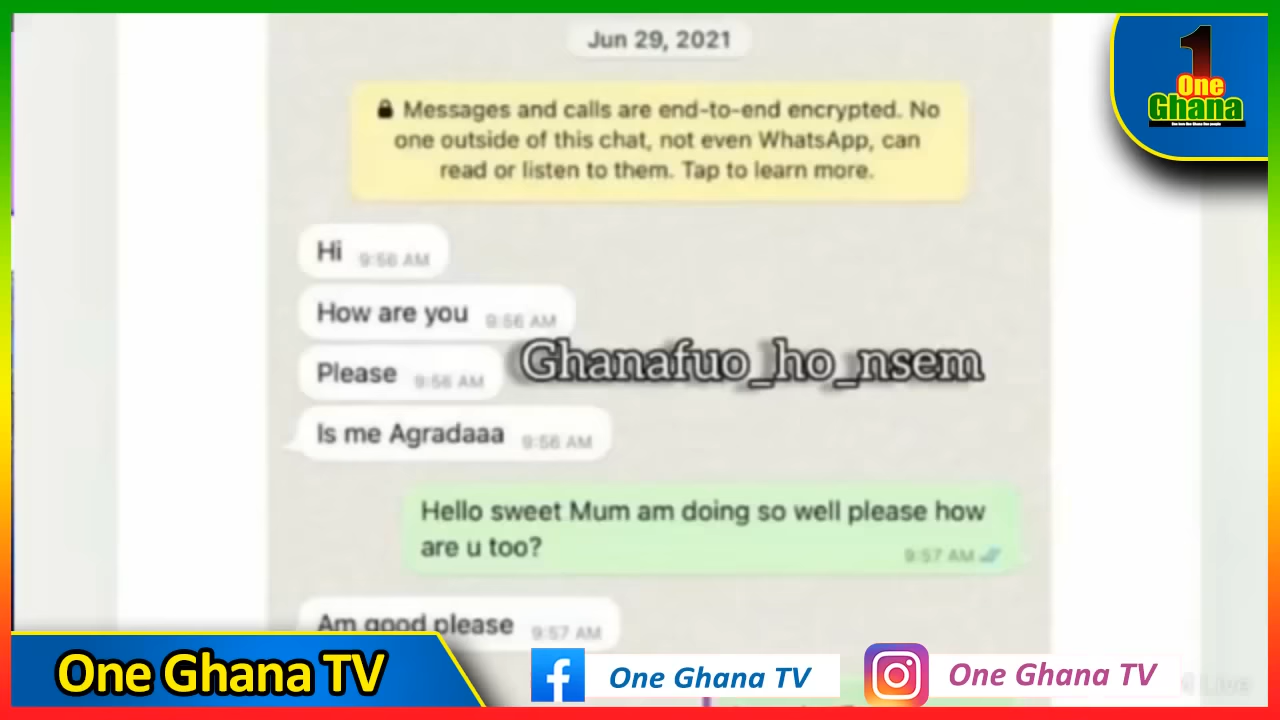 Jun 29, 2021
1
One
Ghana
Messages and calls are end-to-end encrypted. No
one outside of this chat, not even WhatsApp, can
read or listen to them. Tap to learn more.
Hi 9:56 AM
How are you 9:56 AM
Please 9:56 AM
Ghanafuo_ho_nsem
Is me Agradaaa 9:56 AM
Hello sweet Mum am doing so well please how
are u too?
9:57 AM
Am good please 9:57 AM
One Ghana TV
One Ghana TV
One Ghana TV